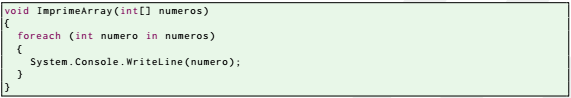 void ImprimeArray(int[] numeros)
{
  foreach (int numero in numeros)
  {
    System.Console.WriteLine(numero);
  }
}